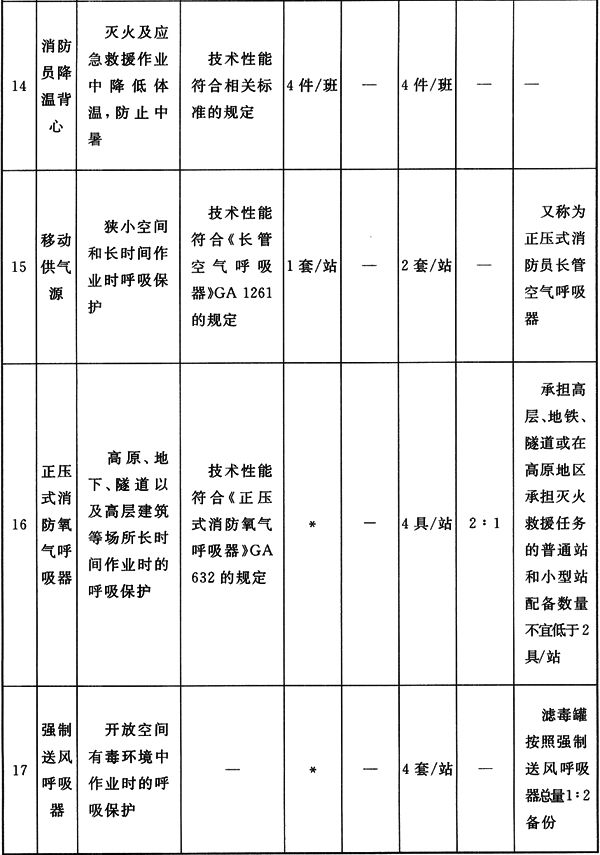 14
消防
员降
温背
心
灭火及应
急救援作业
中降低体
温,防止中
暑
技术性能
符合相关标
准的规定
4件/班
—
4件/班
—
—
15
移动
供气
源
狭小空间
和长时间作
业时呼吸保
护
技术性能
符合《长管
空气呼吸
器》GA 1261
的规定
1套/站
—
2套/站
—
又称为
正压式消
防员长管
空气呼吸
器
16
正压
式消
防氧
气呼
吸器
高原、地
下、隧道以
及高层建筑
等场所长时
间作业时的
呼吸保护
技术性能
符合《正压
式消防氧气
呼吸器》GA
632的规定
*
—
4具/站
2:1
承担高
层、地铁、
隧道或在
高原地区
承担灭火
救援任务
的普通站
和小型站
配备数量
不宜低于2
具/站
17
强制
送风
呼吸
器
开放空间
有毒环境中
作业时的呼
吸保护
—
*
—
4套/站
—
滤毒罐
按照强制
送风呼吸
器总量1:2
备份